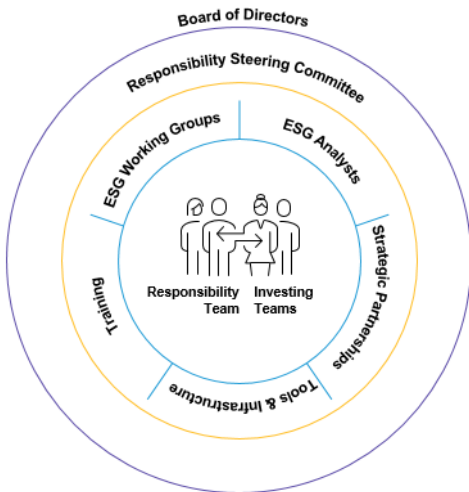 Board of Directors
Responsibility Steering Committee
ESG Working Groups
ESG Analysts
Strategic Partnerships
Tools & Infrastructure
Training
Responsibility Team
Investing Teams